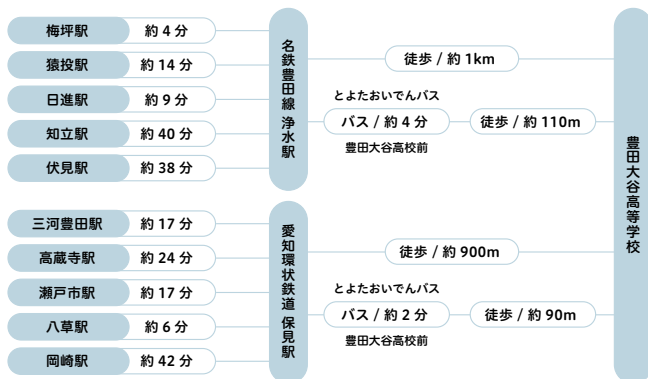 梅坪駅 約 4 分
猿投駅 約 14 分
日進駅 約 9 分
知立駅 約 40 分
伏見駅 約 38 分
名鉄豊田線 浄水駅
徒歩 / 約 1km
とよたおいでんバス
バス / 約 4 分 徒歩 / 約 110m
豊田大谷高校前
三河豊田駅 約 17 分
高蔵寺駅 約 24 分
瀬戸市駅 約 17 分
八草駅 約 6 分
岡崎駅 約 42 分
愛知環状鉄道 保見駅
徒歩 / 約 900m
とよたおいでんバス
バス / 約 2 分 徒歩 / 約 90m
豊田大谷高校前
豊田大谷高等学校